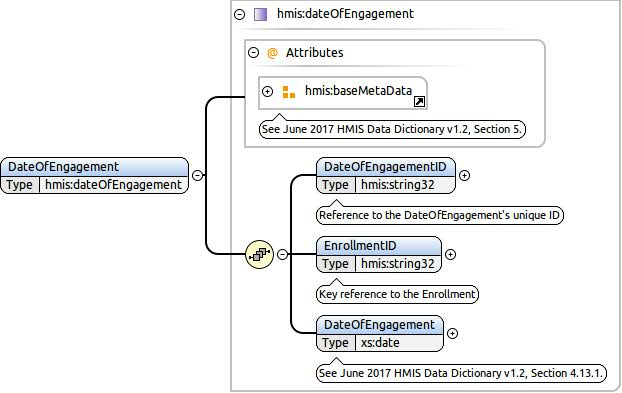 hmis:dateOfEngagement
@ Attributes
hmis:baseMetaData
See June 2017 HMIS Data Dictionary v1.2, Section 5.
DateOfEngagement
Type hmis:dateOfEngagement
DateOfEngagementID
Type hmis:string32
Reference to the DateOfEngagement's unique ID
EnrollmentID
Type hmis:string32
Key reference to the Enrollment
DateOfEngagement
Type xs:date
See June 2017 HMIS Data Dictionary v1.2, Section 4.13.1.